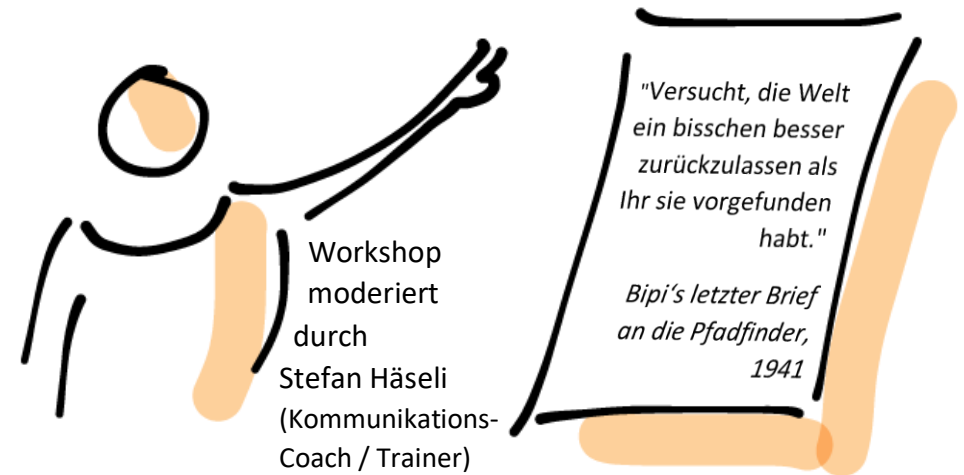 "Versucht, die Welt
ein bisschen besser
zurückzulassen als
Ihr sie vorgefunden
habt."
Bipi‘s letzter Brief
an die Pfadfinder,
1941
Workshop
moderiert
durch
Stefan Häseli
(Kommunikations-
Coach / Trainer)